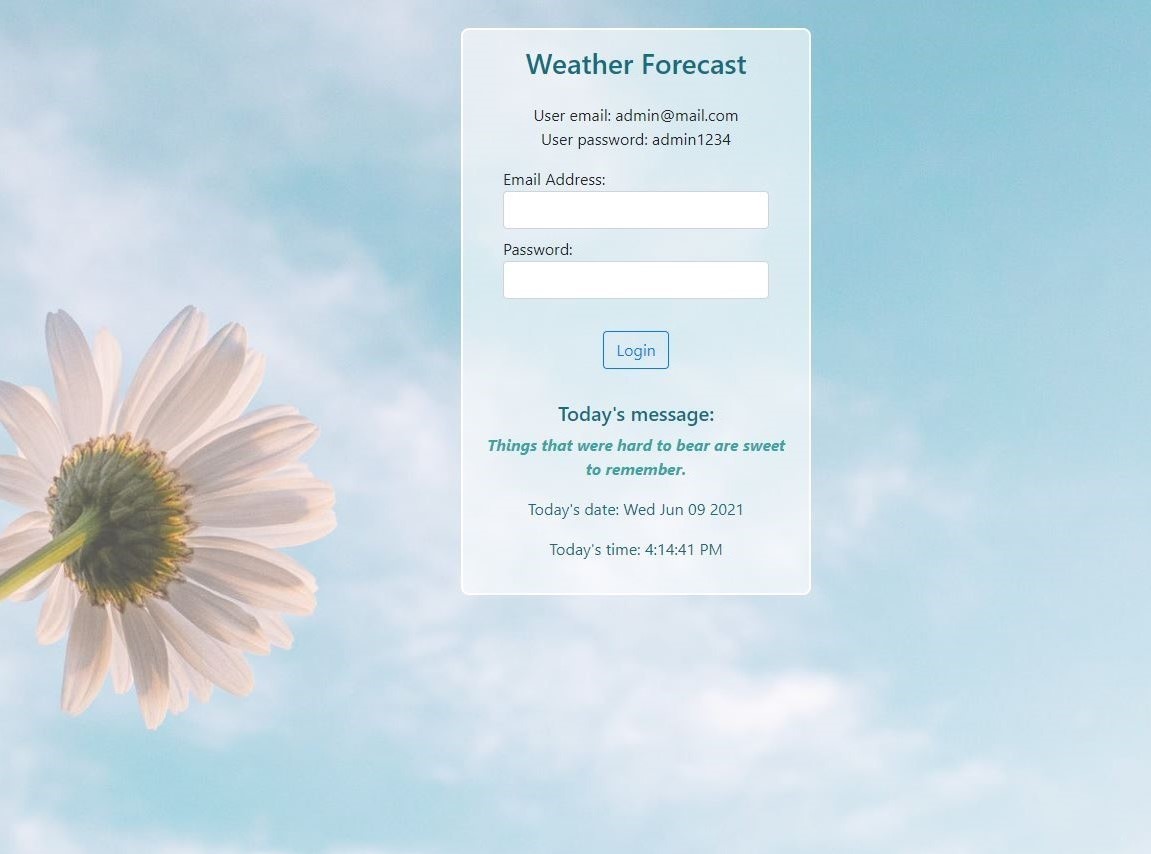 Weather Forecast
User email: admin@mail.com
User password: admin1234
Email Address:
Password:
Login
Today's message:
Things that were hard to bear are sweet
to remember.
Today's date: Wed Jun 09 2021
Today's time: 4:14:41 PM